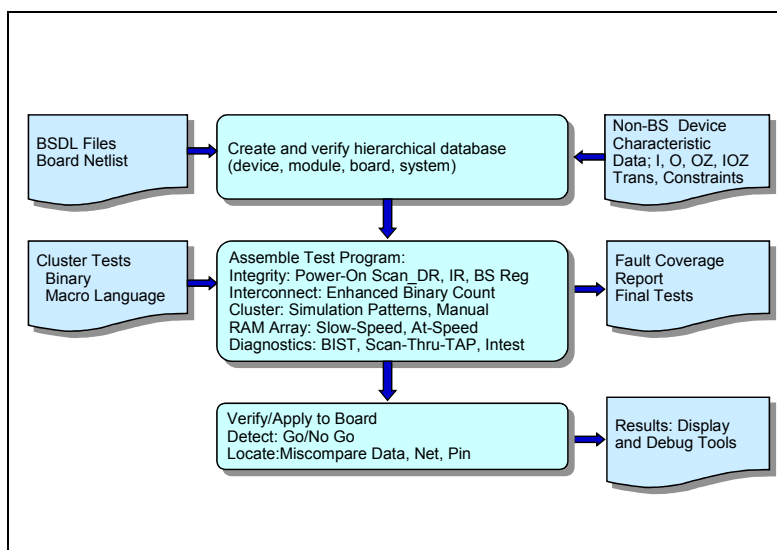 BSDL Files
Board Netlist
Create and verify hierarchical database
(device, module, board, system)
Non-BS Device
Characteristic
Data; I, O, OZ, IOZ
Trans, Constraints
Cluster Tests
Binary
Macro Language
Assemble Test Program:
Integrity: Power-On Scan_DR, IR, BS Reg
Interconnect: Enhanced Binary Count
Cluster: Simulation Patterns, Manual
RAM Array: Slow-Speed, At-Speed
Diagnostics: BIST, Scan-Thru-TAP, Intest
Fault Coverage
Report
Final Tests
Verify/Apply to Board
Detect: Go/No Go
Locate:Miscompare Data, Net, Pin
Results: Display
and Debug Tools